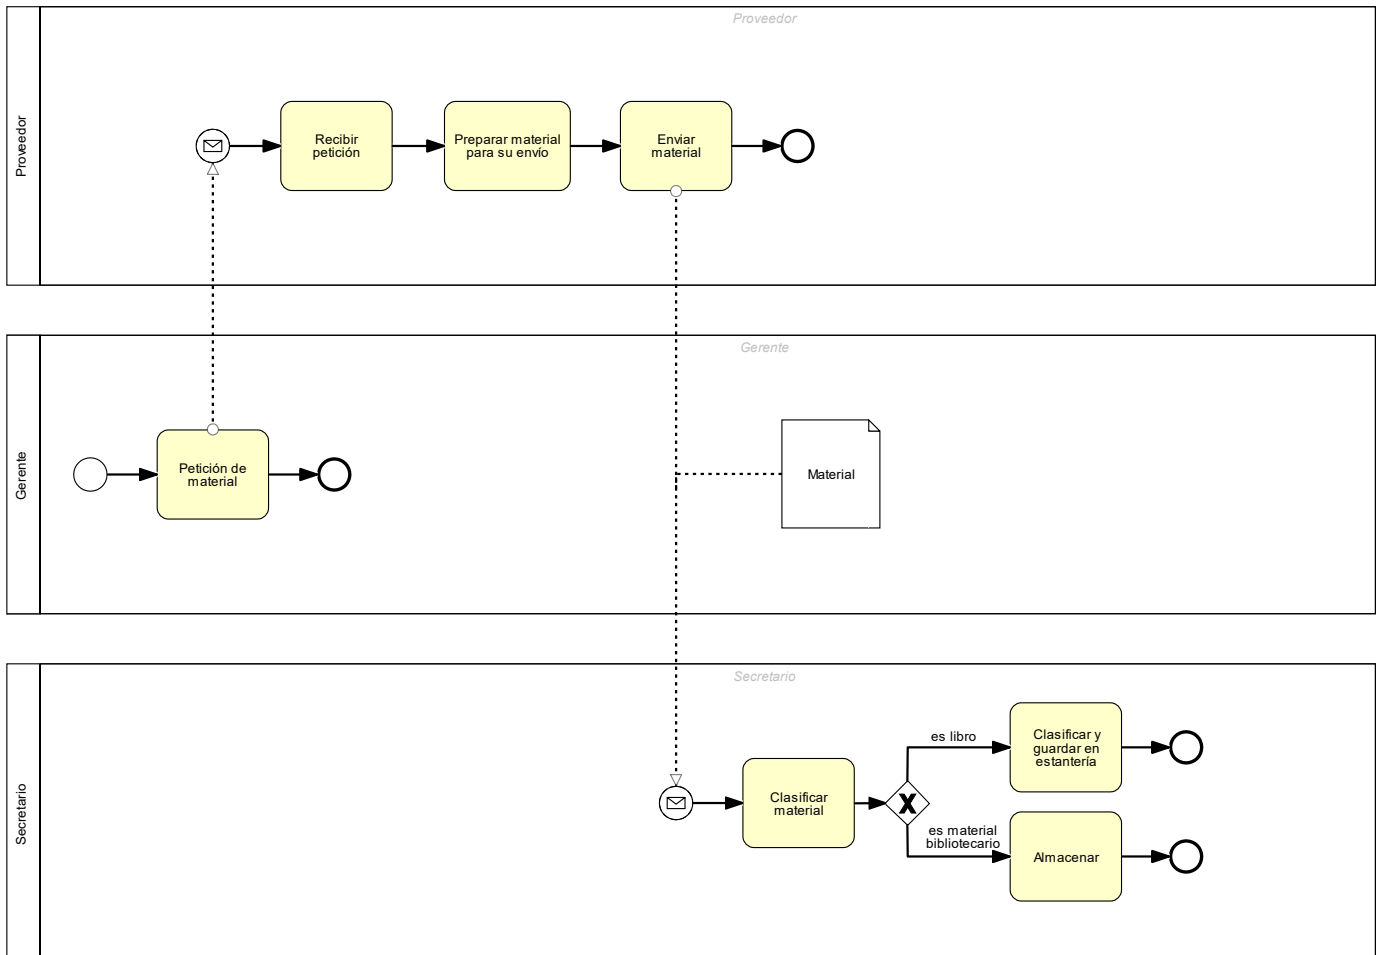 Proveedor
Proveedor
Recibir
petición
Preparar material
para su envío
Enviar
material
Gerente
Gerente
Petición de
material
Material
Secretario
Secretario
Clasificar
material
es libro
Clasificar y
guardar en
estantería
es material
bibliotecario
Almacenar